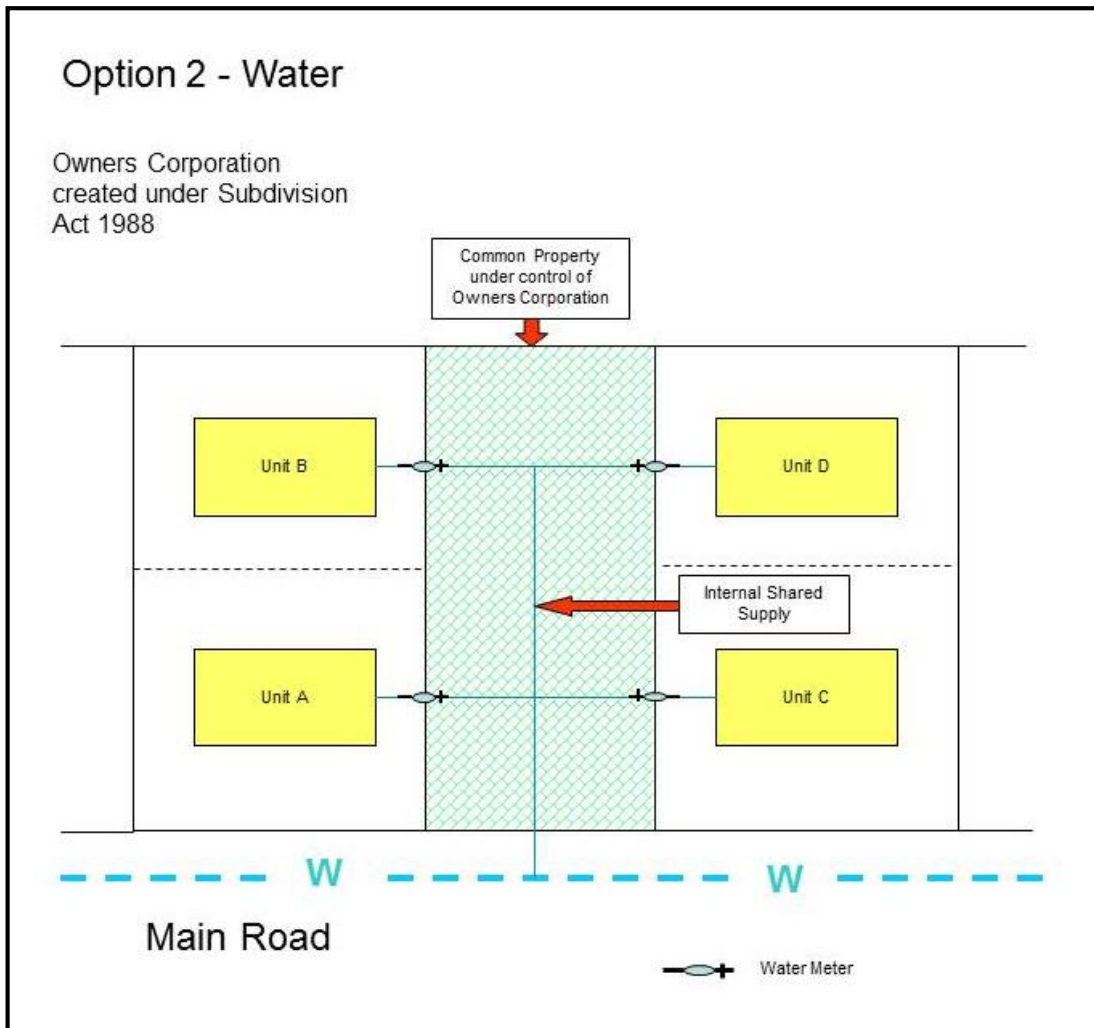 Option 2 - Water
Owners Corporation
created under Subdivision
Act 1988
Common Property
under control of
Owners Corporation
Unit B
Unit D
Internal Shared
Supply
Unit A
Unit C
W
W
Main Road
Water Meter